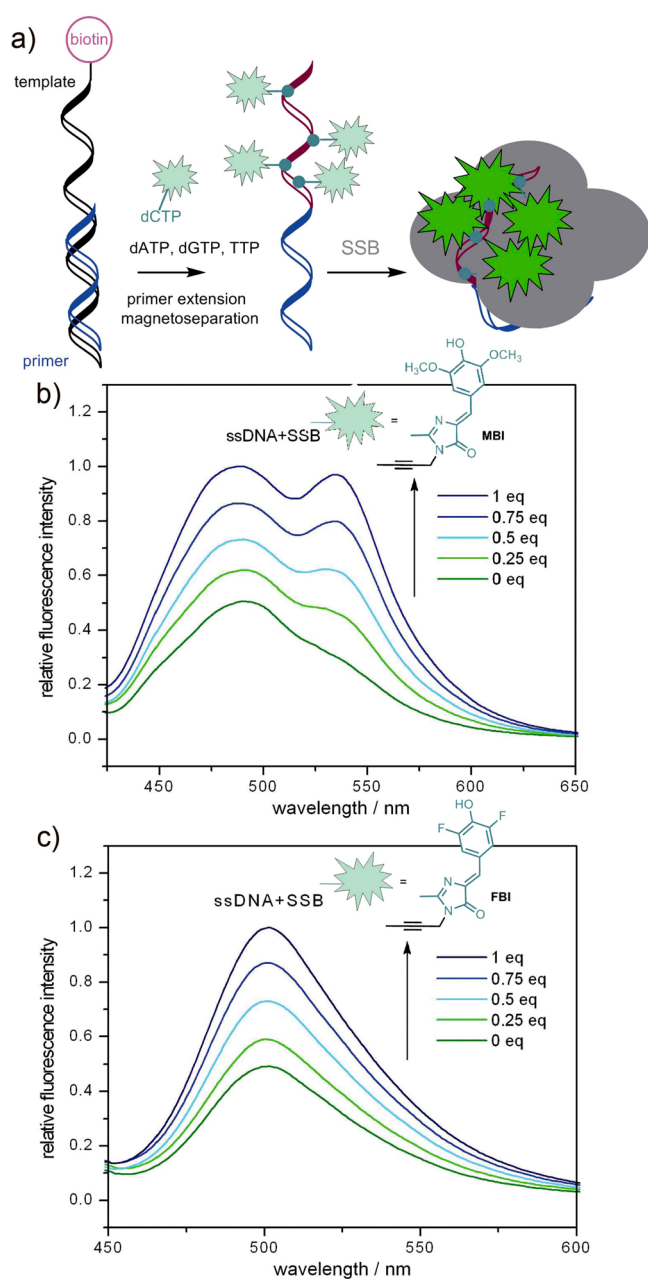 a)
biotin
template
dCTP
dATP, dGTP, TTP
primer extension
magnetoseparation
SSB
primer
b)
HO
H₃CO
OCH₃
ssDNA+SSB
=
N
N
O
MBI
1 eq
0.75 eq
0.5 eq
0.25 eq
0 eq
relative fluorescence intensity
1.2
1.0
0.8
0.6
0.4
0.2
0.0
450 500 550 600 650
wavelength / nm
c)
HO
F
F
ssDNA+SSB
=
N
N
O
FBI
1 eq
0.75 eq
0.5 eq
0.25 eq
0 eq
relative fluorescence intensity
1.2
1.0
0.8
0.6
0.4
0.2
0.0
450 500 550 600
wavelength / nm